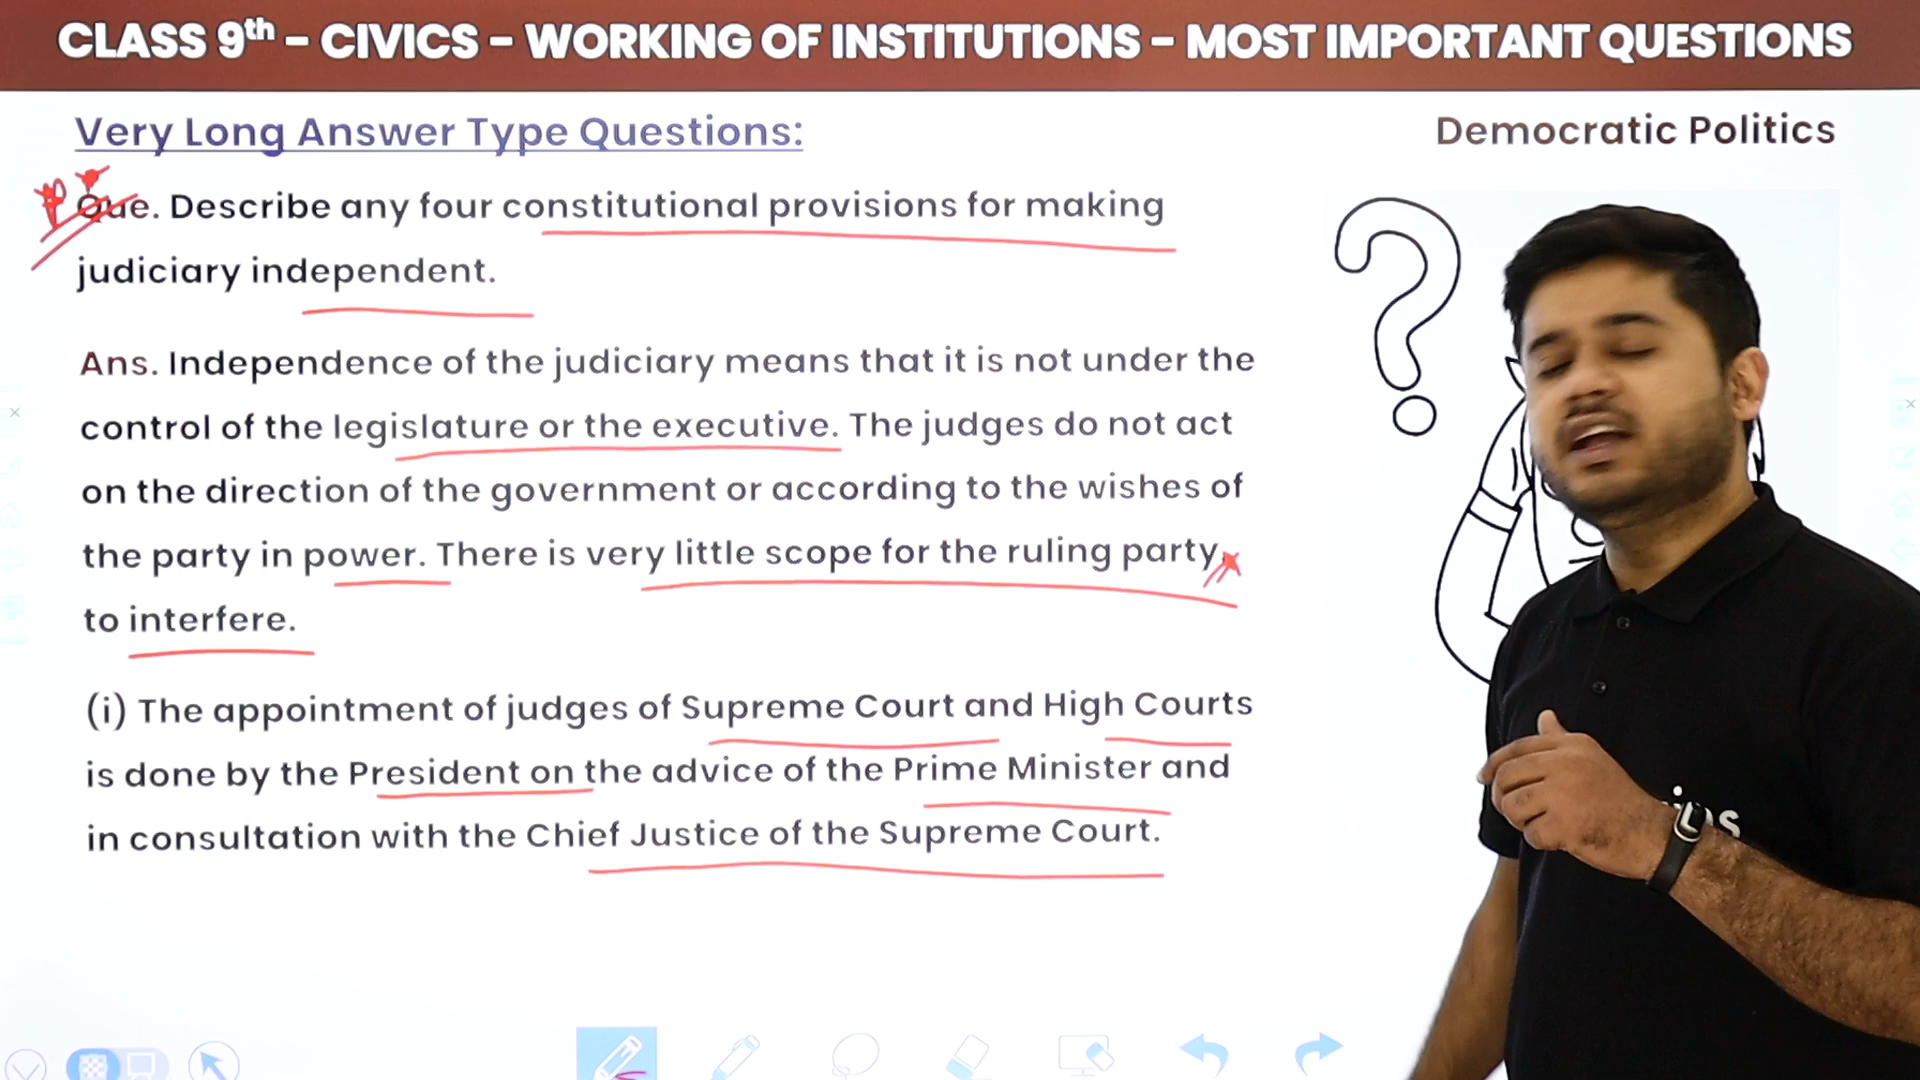 CLASS 9th - CIVICS - WORKING OF INSTITUTIONS - MOST IMPORTANT QUESTIONS
Very Long Answer Type Questions:
Democratic Politics
Que. Describe any four constitutional provisions for making
judiciary independent.
Ans. Independence of the judiciary means that it is not under the
control of the legislature or the executive. The judges do not act
on the direction of the government or according to the wishes of
the party in power. There is very little scope for the ruling party
to interfere.
(i) The appointment of judges of Supreme Court and High Courts
is done by the President on the advice of the Prime Minister and
in consultation with the Chief Justice of the Supreme Court.